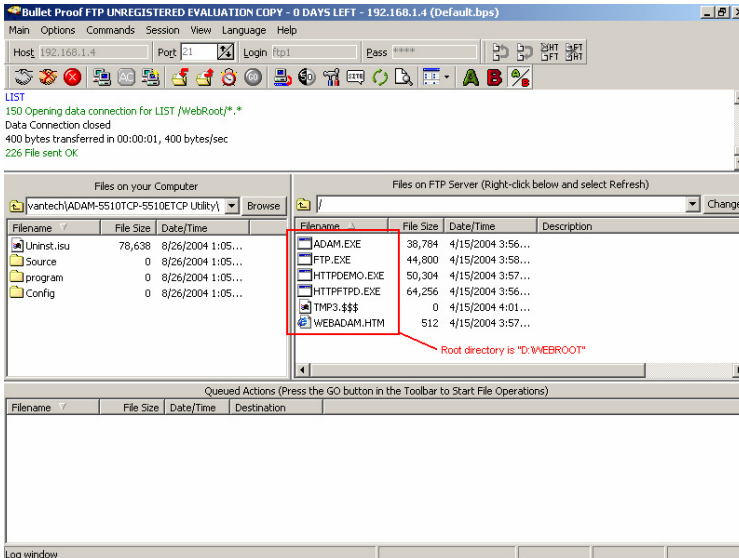 Bullet Proof FTP UNREGISTERED EVALUATION COPY - 0 DAYS LEFT - 192.168.1.4 (Default.bps)
Main Options Commands Session View Language Help
Host 192.168.1.4 Port 21 Login ftp1 Pass ****
LIST
150 Opening data connection for LIST /WebRoot/*.*
Data Connection closed
400 bytes transferred in 00:00:01, 400 bytes/sec
226 File sent OK
Files on your Computer
vantech\ADAM-5510TCP-5510ETCP Utility\ Browse
Filename File Size Date/Time
Uninst.isu 78,638 8/26/2004 1:05...
Source 0 8/26/2004 1:05...
program 0 8/26/2004 1:05...
Config 0 8/26/2004 1:05...
Files on FTP Server (Right-click below and select Refresh)
/ Change
Filename File Size Date/Time Description
ADAM.EXE 38,784 4/15/2004 3:56...
FTP.EXE 44,800 4/15/2004 3:58...
HTTPDEMO.EXE 50,304 4/15/2004 3:57...
HTTPFTPD.EXE 64,256 4/15/2004 3:56...
TMP3.$$$ 0 4/15/2004 4:01...
WEBADAM.HTM 512 4/15/2004 3:57...
Root directory is "D:\WEBROOT"
Queued Actions (Press the GO button in the Toolbar to Start File Operations)
Filename File Size Date/Time Destination
Log window